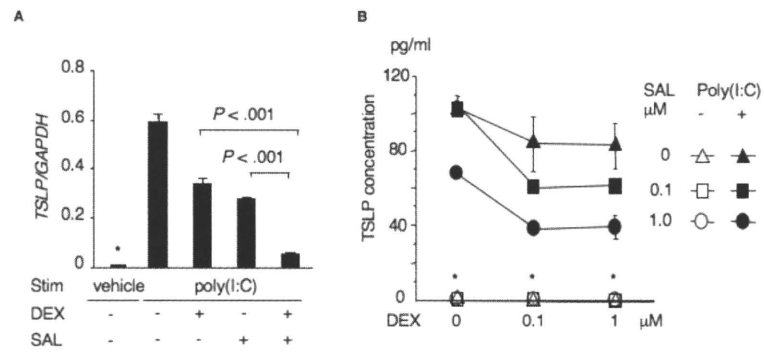 A
TSLP/GAPDH
0.8
0.6
0.4
0.2
0
*
P < .001
P < .001
Stim vehicle poly(I:C)
DEX - - + - +
SAL - - - + +
B
pg/ml
TSLP concentration
120
80
60
40
0
* * *
DEX 0 0.1 1 μM
SAL Poly(I:C)
μM - +
0
0.1
1.0